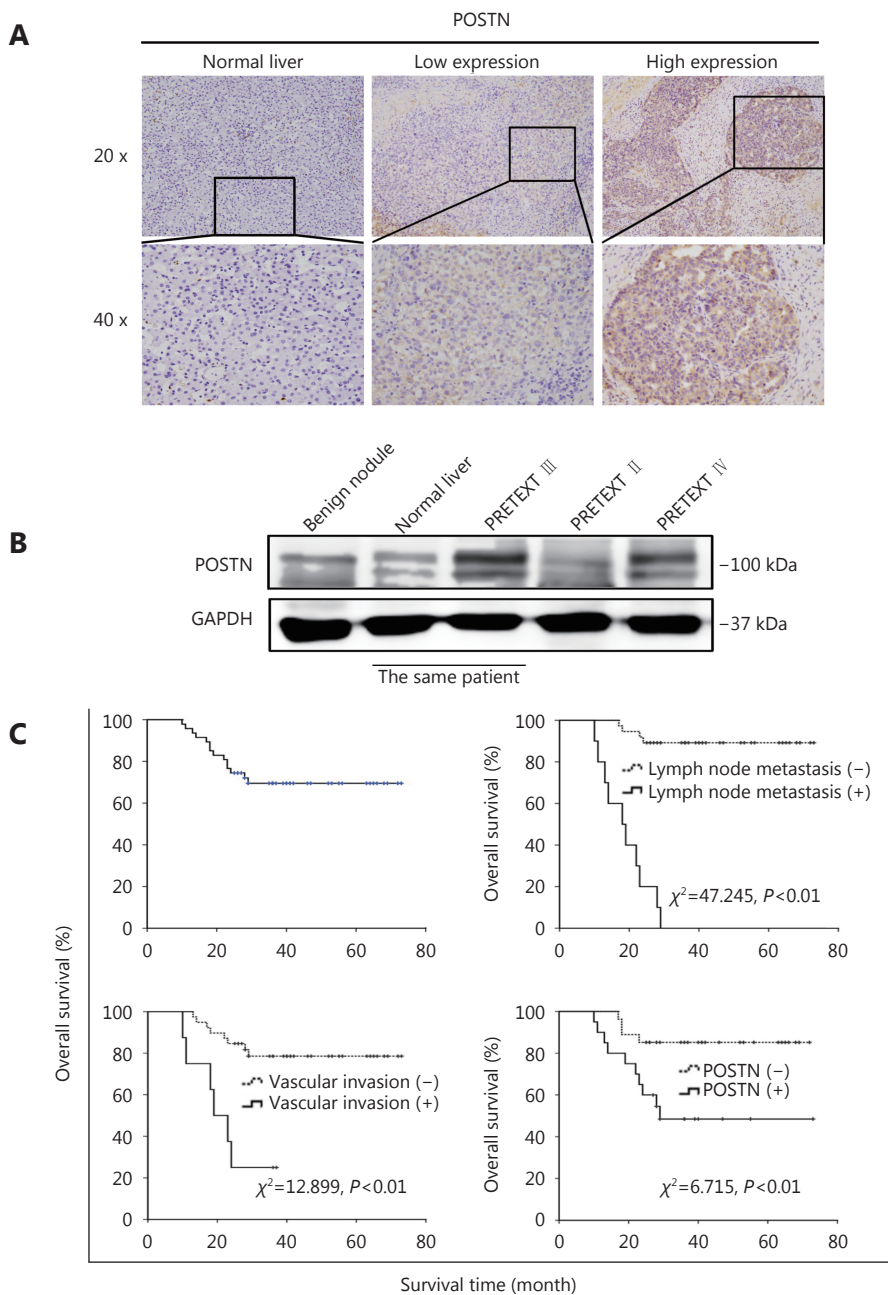 A
POSTN
Normal liver
Low expression
High expression
20 x
40 x
B
Benign nodule
Normal liver
PRETEXT Ⅲ
PRETEXT Ⅱ
PRETEXT Ⅳ
POSTN
−100 kDa
GAPDH
−37 kDa
The same patient
C
Overall survival (%)
100
80
60
40
20
0
0 20 40 60 80
Overall survival (%)
100
80
60
40
20
0
Lymph node metastasis (−)
Lymph node metastasis (+)
χ²=47.245, P<0.01
0 20 40 60 80
100
80
60
40
20
0
Vascular invasion (−)
Vascular invasion (+)
χ²=12.899, P<0.01
0 20 40 60 80
Overall survival (%)
100
80
60
40
20
0
POSTN (−)
POSTN (+)
χ²=6.715, P<0.01
0 20 40 60 80
Survival time (month)